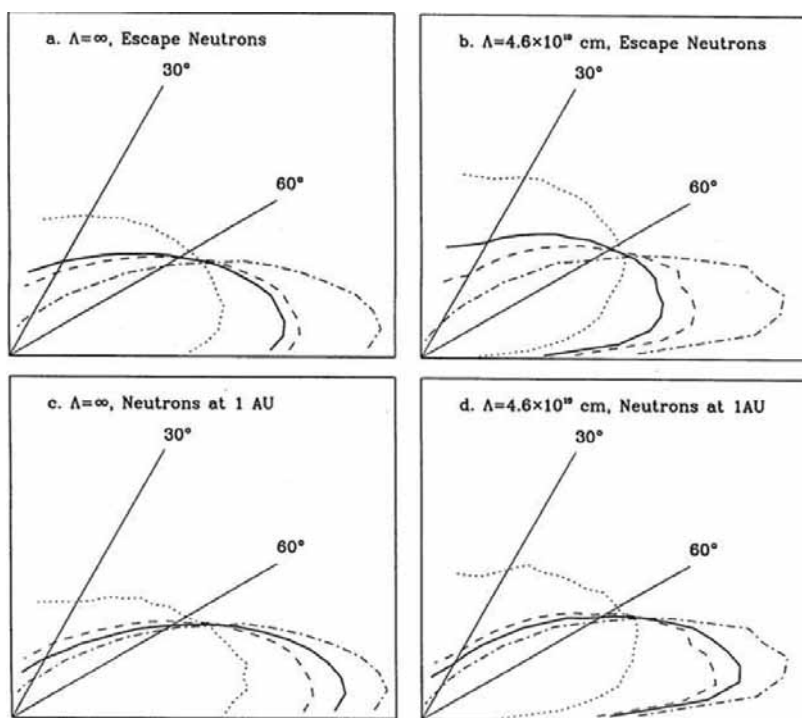 a. Λ=∞, Escape Neutrons
30°
60°
b. Λ=4.6×10¹⁰ cm, Escape Neutrons
30°
60°
c. Λ=∞, Neutrons at 1 AU
30°
60°
d. Λ=4.6×10¹⁰ cm, Neutrons at 1AU
30°
60°